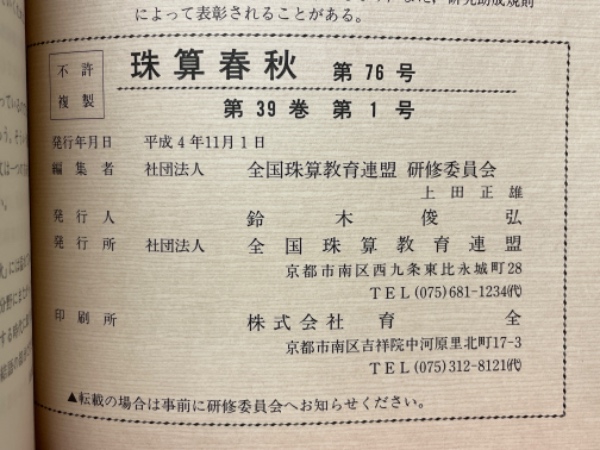 によって表彰されることがある。
不許
複製
珠算春秋 第76号
第39巻 第1号
発行年月日 平成4年11月1日
編集者 社団法人 全国珠算教育連盟 研修委員会
上田正雄
発行人 鈴木俊弘
発行所 社団法人 全国珠算教育連盟
京都市南区西九条東比永城町28
TEL(075)681-1234(代)
印刷所 株式会社 育全
京都市南区吉祥院中河原里北町17-3
TEL(075)312-8121(代)
▲転載の場合は事前に研修委員会へお知らせください。